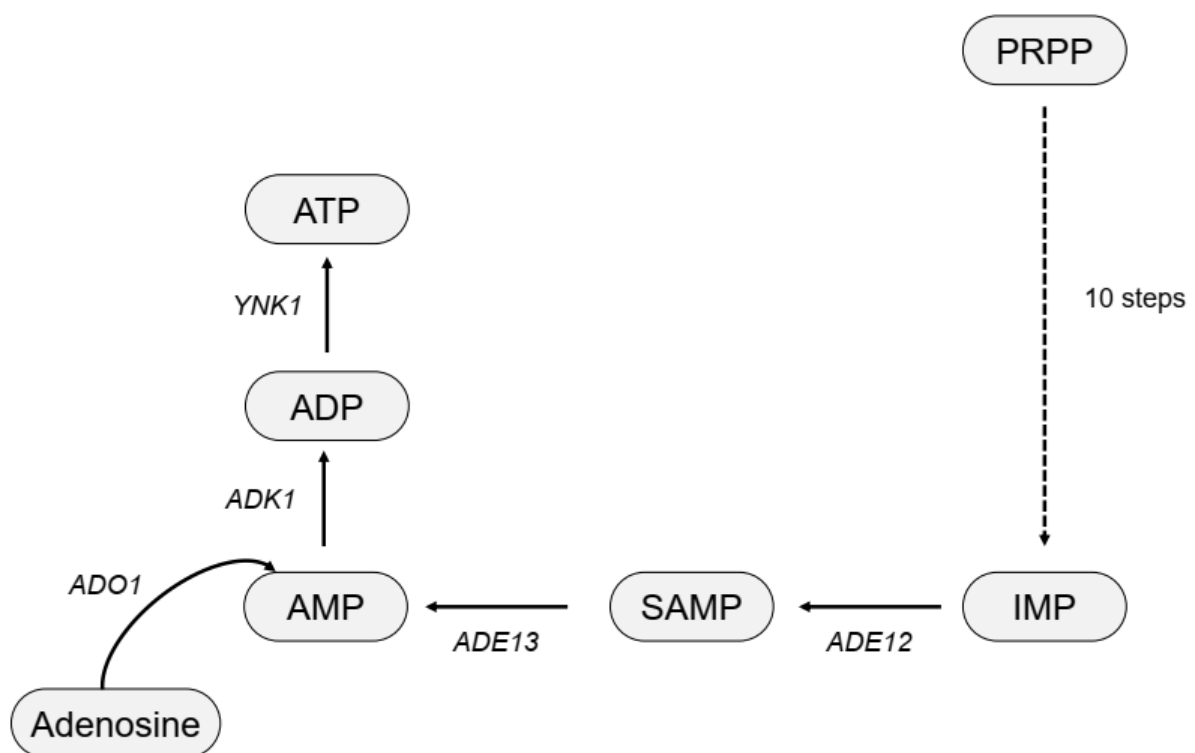 PRPP
ATP
YNK1
10 steps
ADP
ADK1
ADO1
AMP
SAMP
IMP
ADE13
ADE12
Adenosine